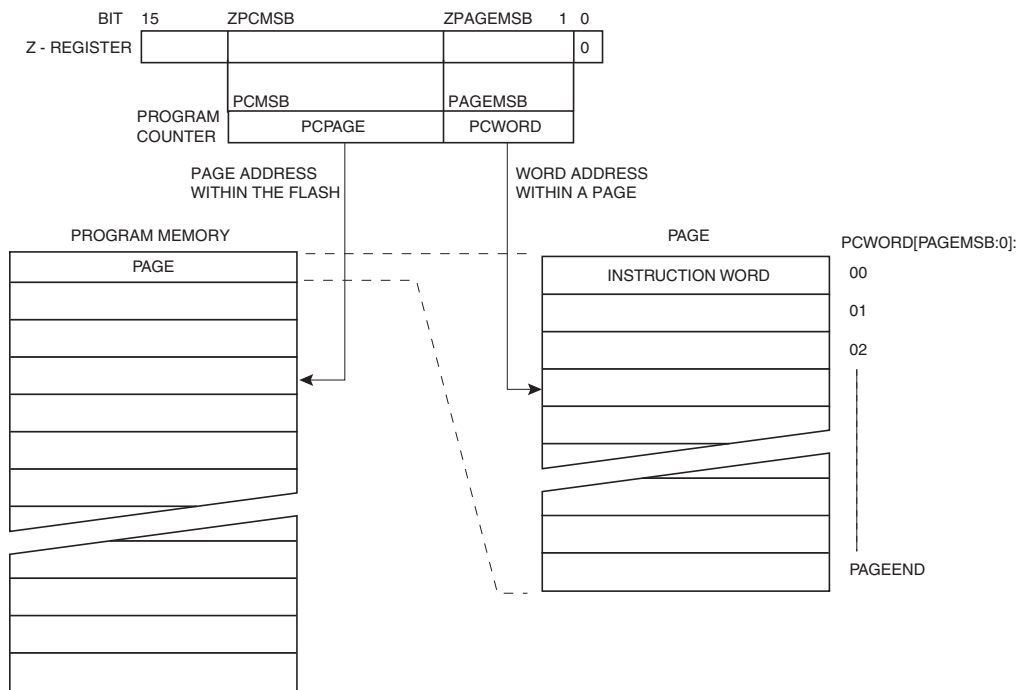 BIT 15 ZPCMSB ZPAGEMSB 1 0
Z - REGISTER 0
PCMSB PAGEMSB
PROGRAM
COUNTER
PCPAGE PCWORD
PAGE ADDRESS
WITHIN THE FLASH
WORD ADDRESS
WITHIN A PAGE
PROGRAM MEMORY
PAGE
PAGE
PCWORD[PAGEMSB:0]:
INSTRUCTION WORD
00
01
02
PAGEEND